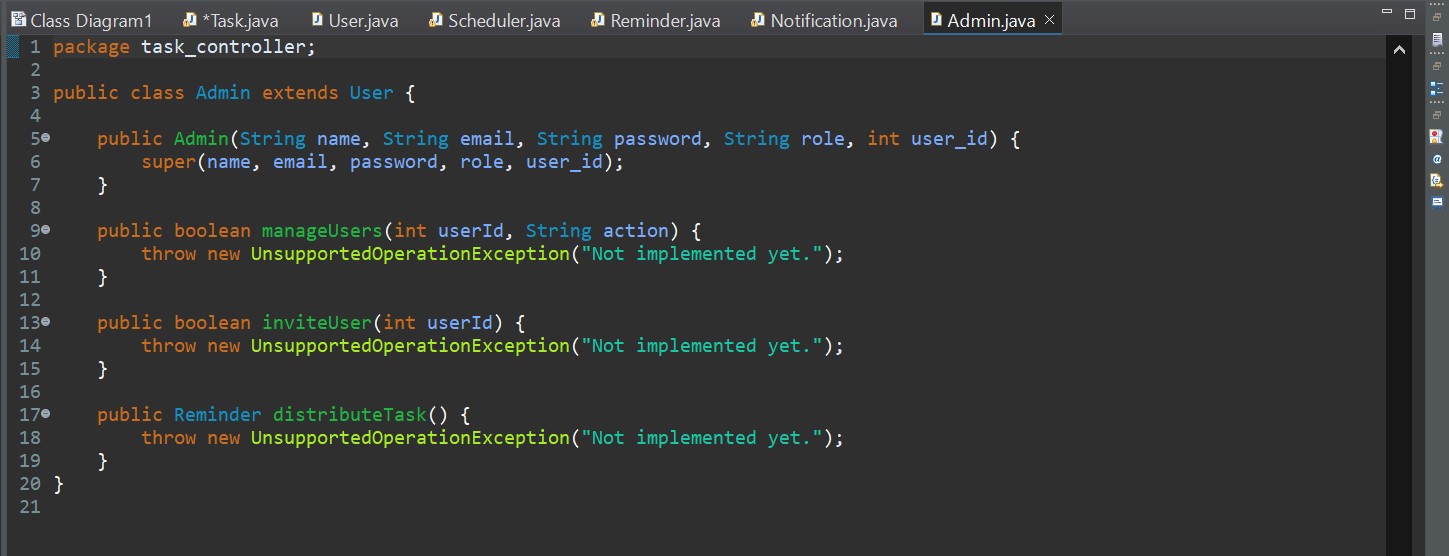 Class Diagram1 *Task.java User.java Scheduler.java Reminder.java Notification.java Admin.java
1 package task_controller;
2
3 public class Admin extends User {
4
5 public Admin(String name, String email, String password, String role, int user_id) {
6 super(name, email, password, role, user_id);
7 }
8
9 public boolean manageUsers(int userId, String action) {
10 throw new UnsupportedOperationException("Not implemented yet.");
11 }
12
13 public boolean inviteUser(int userId) {
14 throw new UnsupportedOperationException("Not implemented yet.");
15 }
16
17 public Reminder distributeTask() {
18 throw new UnsupportedOperationException("Not implemented yet.");
19 }
20 }
21